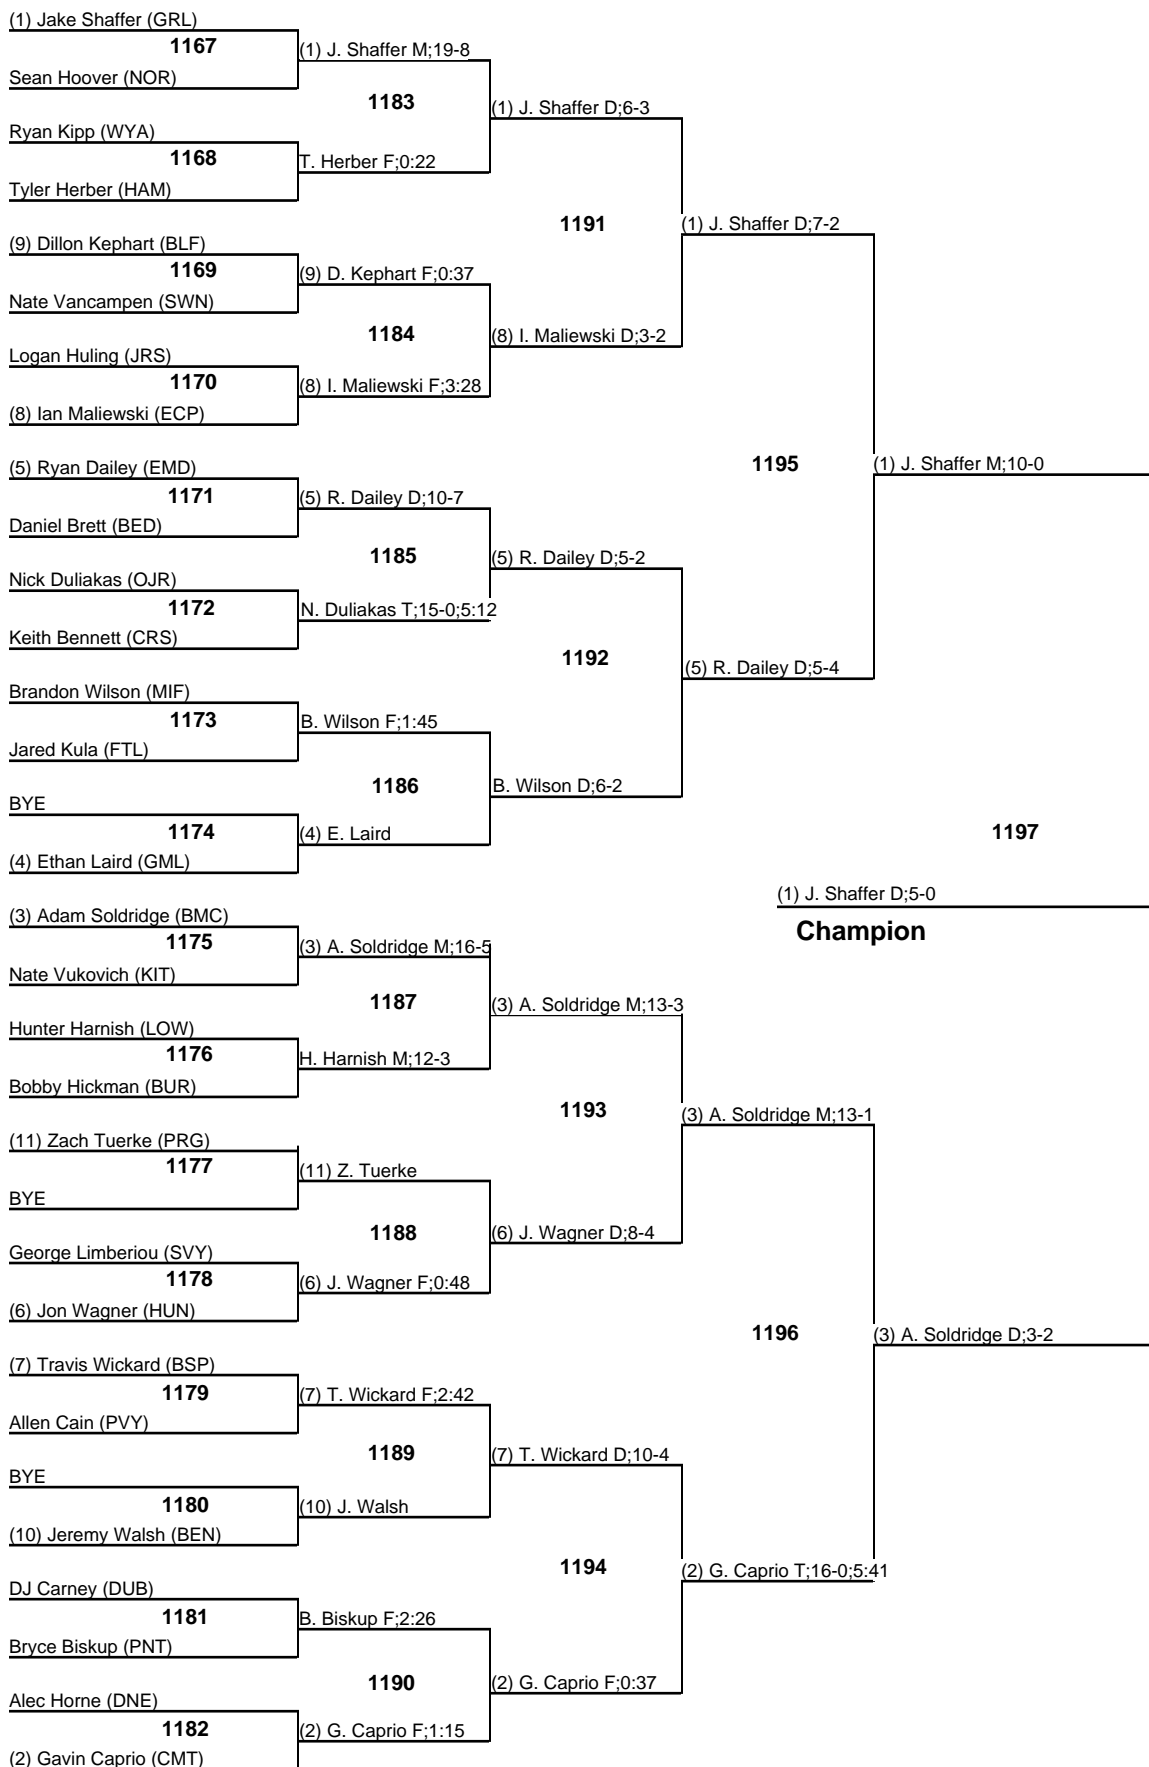 (1) Jake Shaffer (GRL)
1167
(1) J. Shaffer M;19-8
Sean Hoover (NOR)
1183
(1) J. Shaffer D;6-3
Ryan Kipp (WYA)
1168
T. Herber F;0:22
Tyler Herber (HAM)
1191
(1) J. Shaffer D;7-2
(9) Dillon Kephart (BLF)
1169
(9) D. Kephart F;0:37
Nate Vancampen (SWN)
1184
(8) I. Maliewski D;3-2
Logan Huling (JRS)
1170
(8) I. Maliewski F;3:28
(8) Ian Maliewski (ECP)
1195
(1) J. Shaffer M;10-0
(5) Ryan Dailey (EMD)
1171
(5) R. Dailey D;10-7
Daniel Brett (BED)
1185
(5) R. Dailey D;5-2
Nick Duliakas (OJR)
1172
N. Duliakas T;15-0;5:12
Keith Bennett (CRS)
1192
(5) R. Dailey D;5-4
Brandon Wilson (MIF)
1173
B. Wilson F;1:45
Jared Kula (FTL)
1186
B. Wilson D;6-2
BYE
1174
(4) E. Laird
(4) Ethan Laird (GML)
1197
(1) J. Shaffer D;5-0
Champion
(3) Adam Soldridge (BMC)
1175
(3) A. Soldridge M;16-5
Nate Vukovich (KIT)
1187
(3) A. Soldridge M;13-3
Hunter Harnish (LOW)
1176
H. Harnish M;12-3
Bobby Hickman (BUR)
1193
(3) A. Soldridge M;13-1
(11) Zach Tuerke (PRG)
1177
(11) Z. Tuerke
BYE
1188
(6) J. Wagner D;8-4
George Limberiou (SVY)
1178
(6) J. Wagner F;0:48
(6) Jon Wagner (HUN)
1196
(3) A. Soldridge D;3-2
(7) Travis Wickard (BSP)
1179
(7) T. Wickard F;2:42
Allen Cain (PVY)
1189
(7) T. Wickard D;10-4
BYE
1180
(10) J. Walsh
(10) Jeremy Walsh (BEN)
1194
(2) G. Caprio T;16-0;5:41
DJ Carney (DUB)
1181
B. Biskup F;2:26
Bryce Biskup (PNT)
1190
(2) G. Caprio F;0:37
Alec Horne (DNE)
1182
(2) G. Caprio F;1:15
(2) Gavin Caprio (CMT)